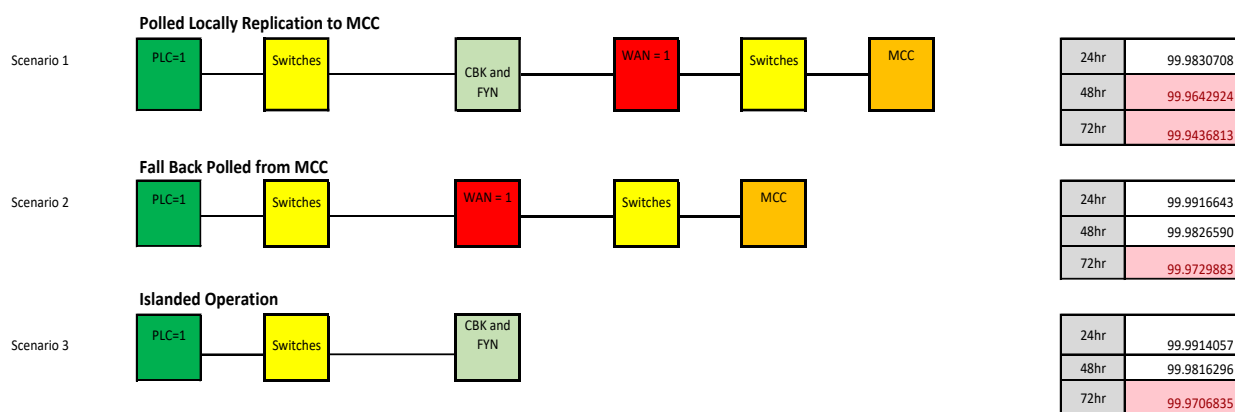 Polled Locally Replication to MCC
Scenario 1
PLC=1
Switches
CBK and
FYN
WAN = 1
Switches
MCC
24hr 99.9830708
48hr 99.9642924
72hr 99.9436813
Fall Back Polled from MCC
Scenario 2
PLC=1
Switches
WAN = 1
Switches
MCC
24hr 99.9916643
48hr 99.9826590
72hr 99.9729883
Islanded Operation
Scenario 3
PLC=1
Switches
CBK and
FYN
24hr 99.9914057
48hr 99.9816296
72hr 99.9706835